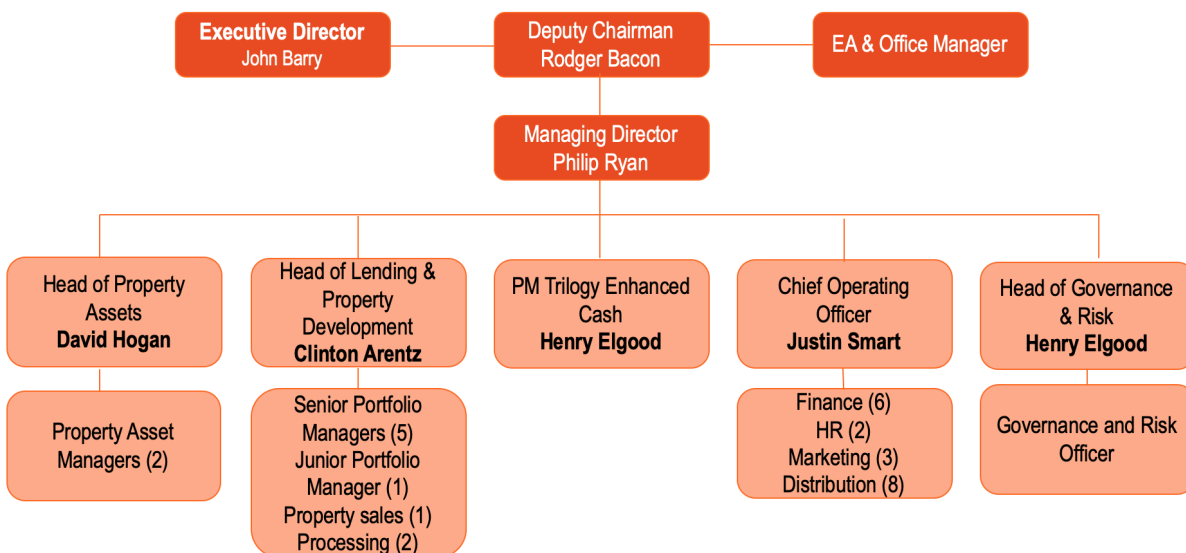 Executive Director
John Barry
Deputy Chairman
Rodger Bacon
EA & Office Manager
Managing Director
Philip Ryan
Head of Property
Assets
David Hogan
Head of Lending &
Property
Development
Clinton Arentz
PM Trilogy Enhanced
Cash
Henry Elgood
Chief Operating
Officer
Justin Smart
Head of Governance
& Risk
Henry Elgood
Property Asset
Managers (2)
Senior Portfolio
Managers (5)
Junior Portfolio
Manager (1)
Property sales (1)
Processing (2)
Finance (6)
HR (2)
Marketing (3)
Distribution (8)
Governance and Risk
Officer